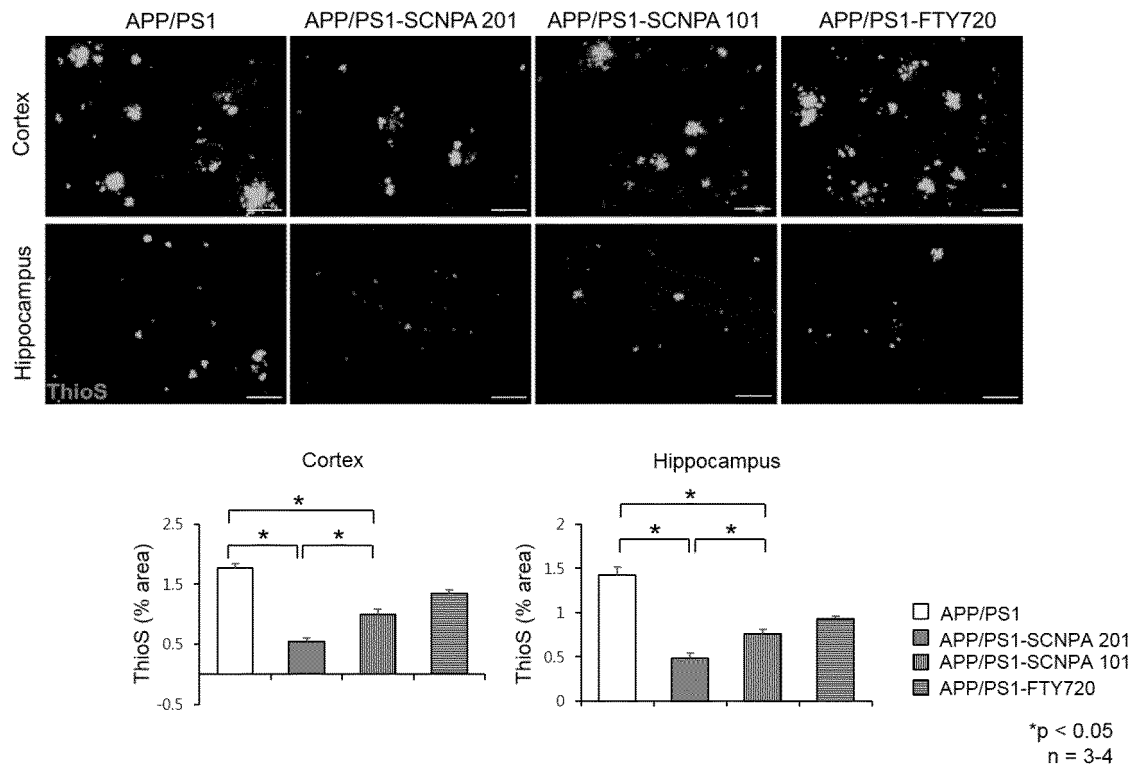 APP/PS1 APP/PS1-SCNPA 201 APP/PS1-SCNPA 101 APP/PS1-FTY720
Cortex
Hippocampus
ThioS
Cortex
Hippocampus
* * *
* * *
ThioS (% area)
2.5
1.5
0.5
-0.5
ThioS (% area)
2
1.5
1
0.5
0
APP/PS1
APP/PS1-SCNPA 201
APP/PS1-SCNPA 101
APP/PS1-FTY720
*p < 0.05
n = 3-4